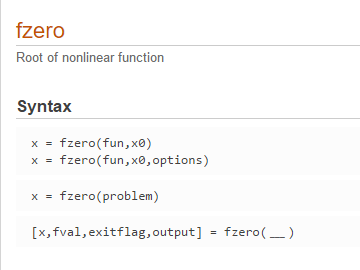 fzero
Root of nonlinear function
Syntax
x = fzero(fun,x0)
x = fzero(fun,x0,options)
x = fzero(problem)
[x,fval,exitflag,output] = fzero( __ )